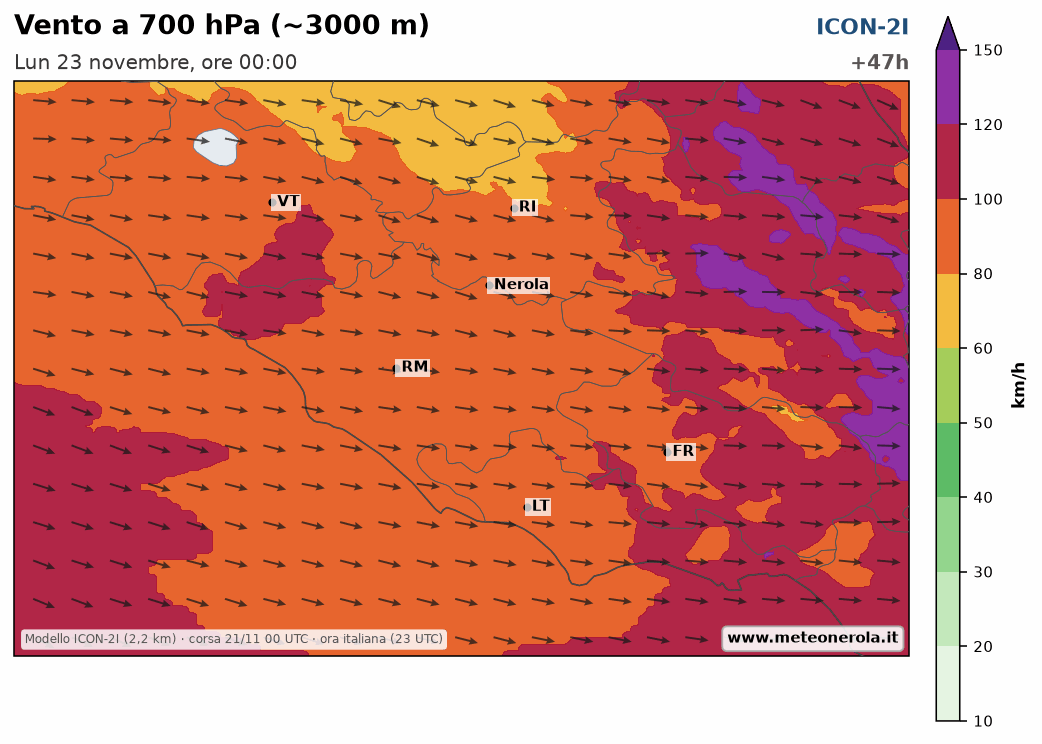 Vento a 700 hPa (~3000 m)
ICON-2I
Lun 23 novembre, ore 00:00
+47h
VT
RI
Nerola
RM
FR
LT
Modello ICON-2I (2,2 km) · corsa 21/11 00 UTC · ora italiana (23 UTC)
www.meteonerola.it
150
120
100
80
60
50
40
30
20
10
km/h